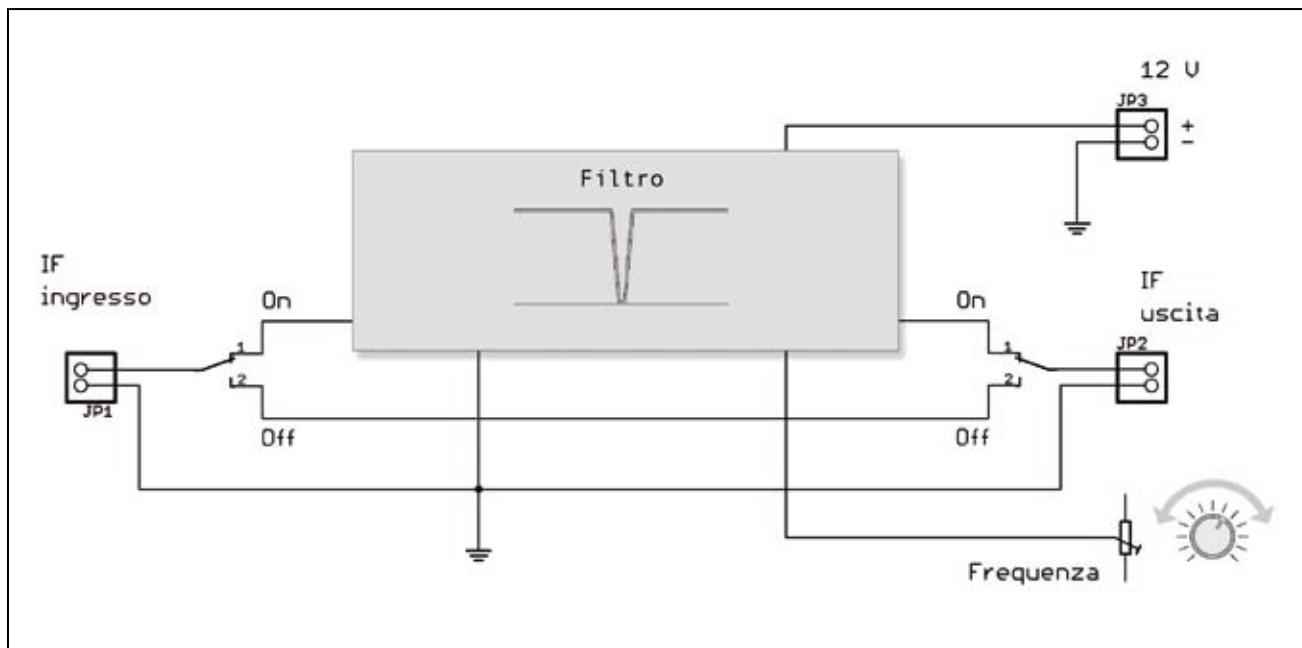 12 V
JP3
+
-
Filtro
IF
ingresso
On
1
2
JP1
Off
On
IF
uscita
1
JP2
2
Off
Frequenza